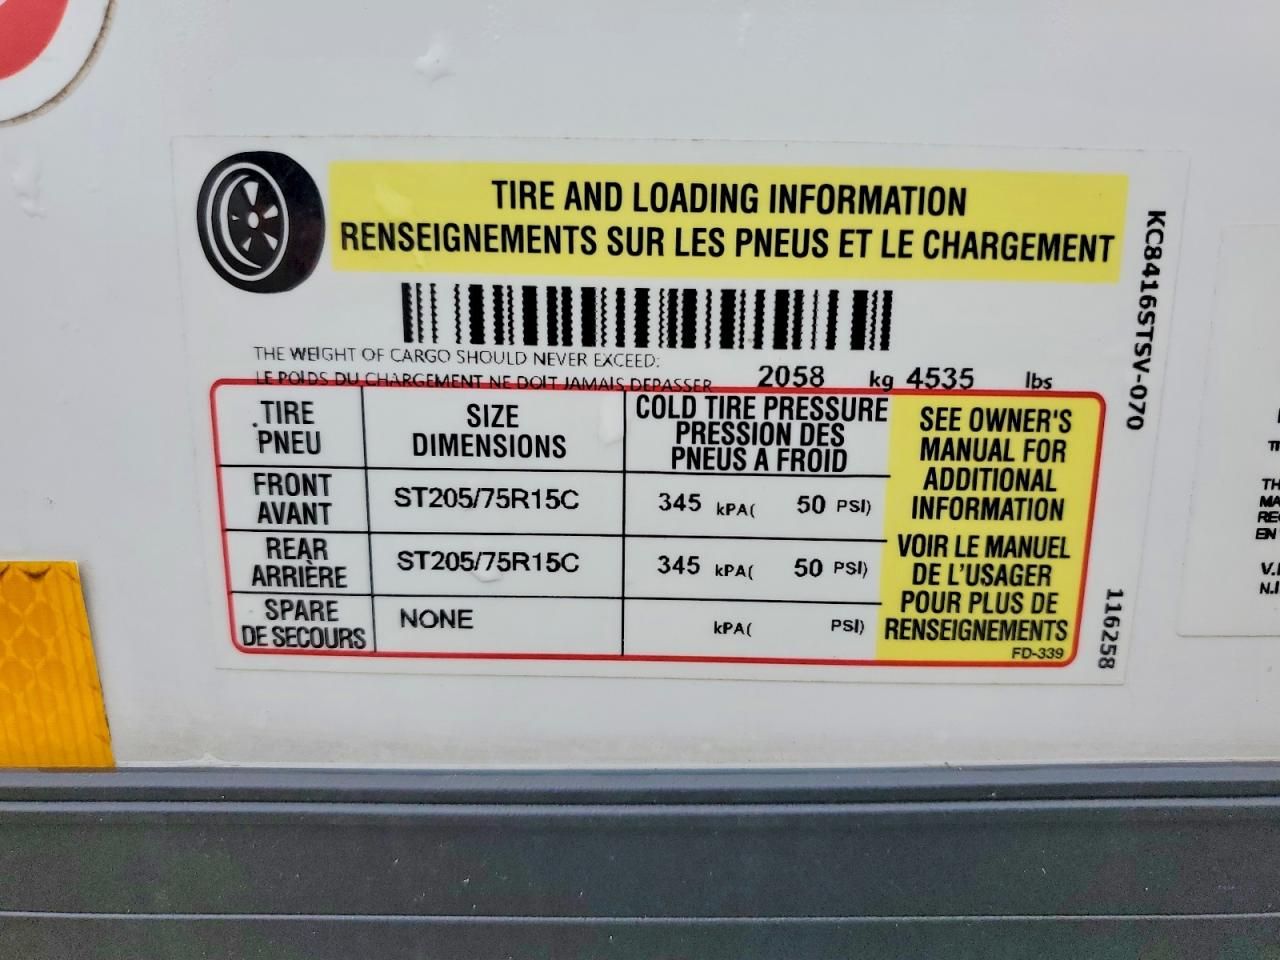 TIRE AND LOADING INFORMATION
RENSEIGNEMENTS SUR LES PNEUS ET LE CHARGEMENT
THE WEIGHT OF CARGO SHOULD NEVER EXCEED:
LE POIDS DU CHARGEMENT NE DOIT JAMAIS DEPASSER 2058 kg 4535 lbs
TIRE
PNEU
SIZE
DIMENSIONS
COLD TIRE PRESSURE
PRESSION DES
PNEUS A FROID
FRONT
AVANT
ST205/75R15C
345 kPA( 50 PSI)
REAR
ARRIÈRE
ST205/75R15C
345 kPA( 50 PSI)
SPARE
DE SECOURS
NONE
kPA( PSI)
SEE OWNER'S
MANUAL FOR
ADDITIONAL
INFORMATION
VOIR LE MANUEL
DE L'USAGER
POUR PLUS DE
RENSEIGNEMENTS
FD-339
KC8416STSV-070
116258
TH
MA
EN
V.
N.